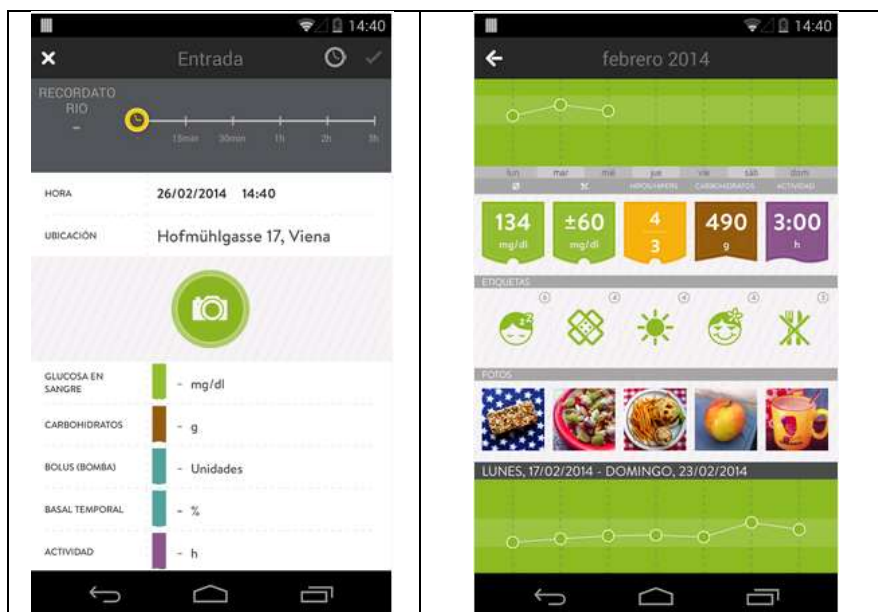 14:40
Entrada
RECORDATO
RIO
-
15min 30min 1h 2h 3h
HORA 26/02/2014 14:40
UBICACIÓN Hofmühlgasse 17, Viena
GLUCOSA EN
SANGRE - mg/dl
CARBOHIDRATOS - g
BOLUS (BOMBA) - Unidades
BASAL TEMPORAL - %
ACTIVIDAD - h
14:40
febrero 2014
lun mar mié jue vie sáb dom
HIPOS/HIPERS CARBOHIDRATOS ACTIVIDAD
134 ±60 4 490 3:00
mg/dl mg/dl 3 g h
ETIQUETAS
FOTOS
LUNES, 17/02/2014 - DOMINGO, 23/02/2014